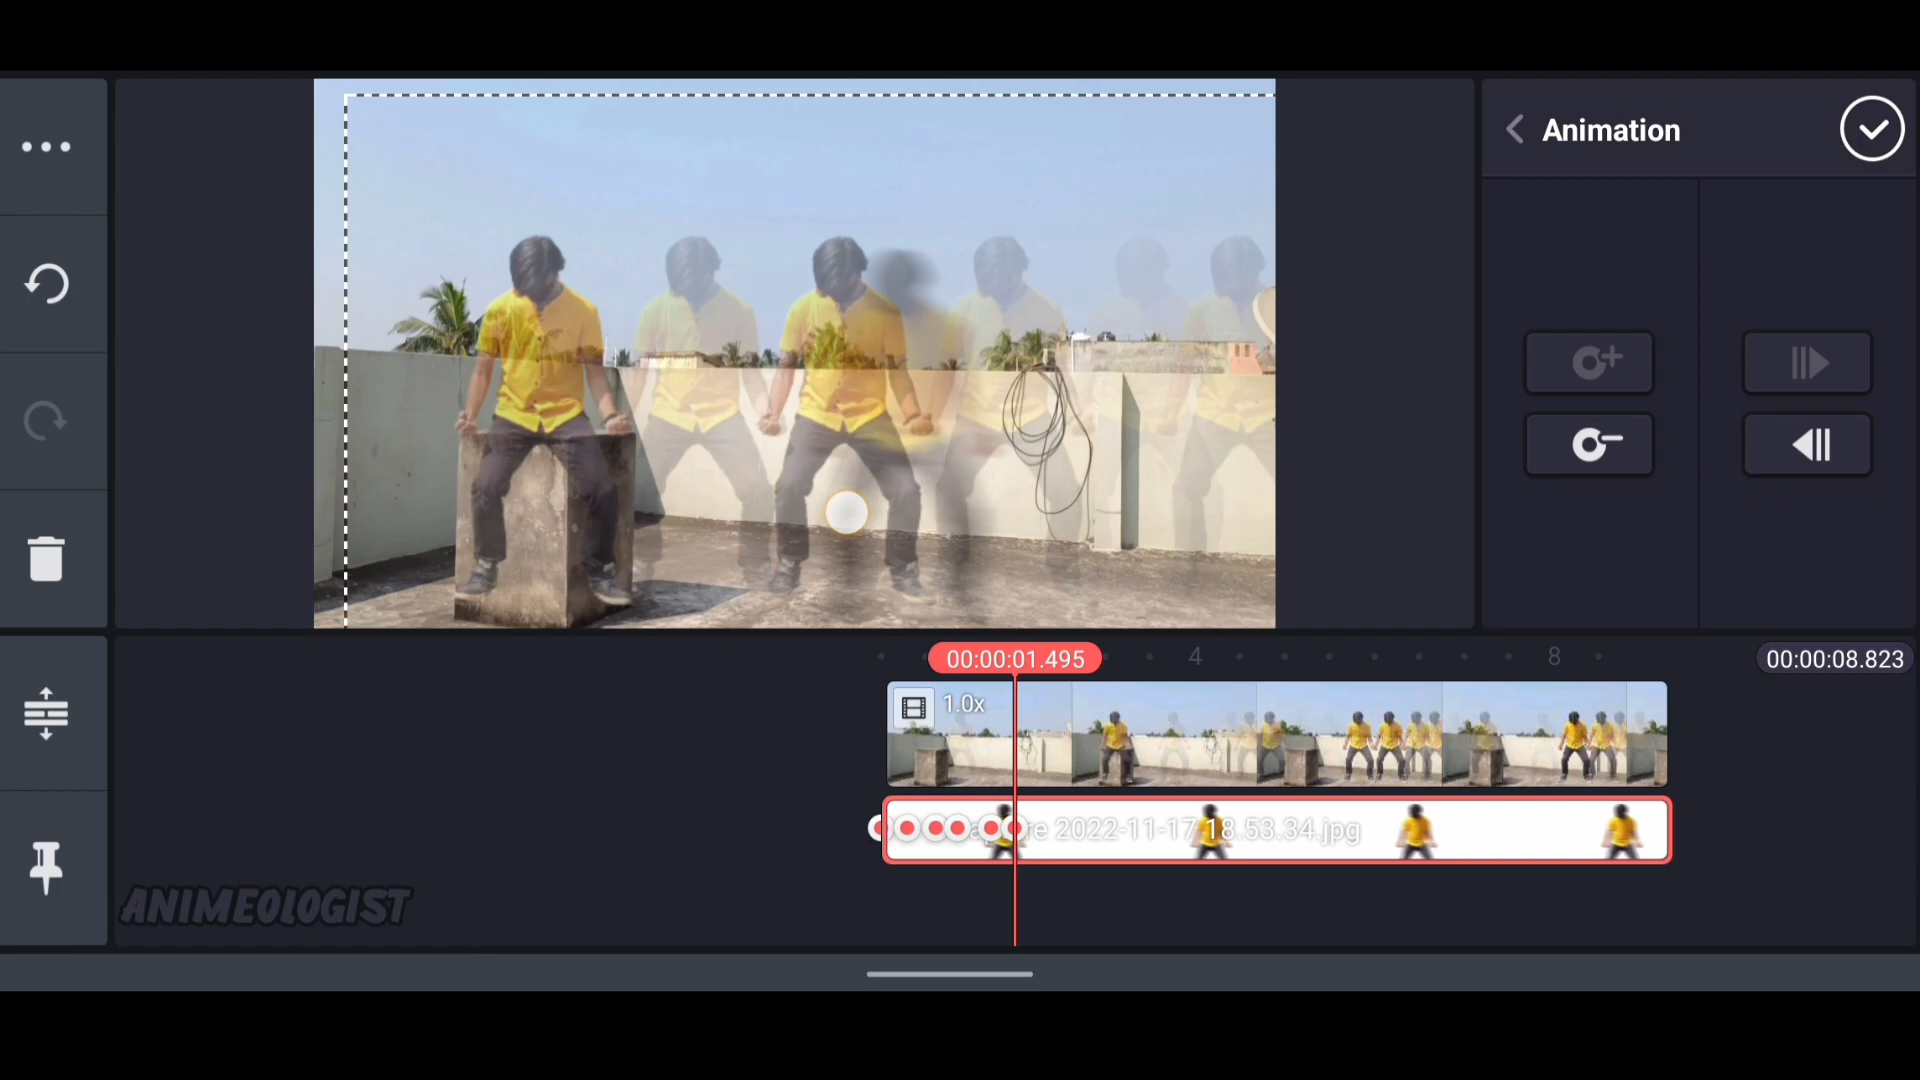 Animation
00:00:01.495
4
8
00:00:08.823
1.0x
re 2022-11-17 18.53.34.jpg
ANIMEOLOGIST